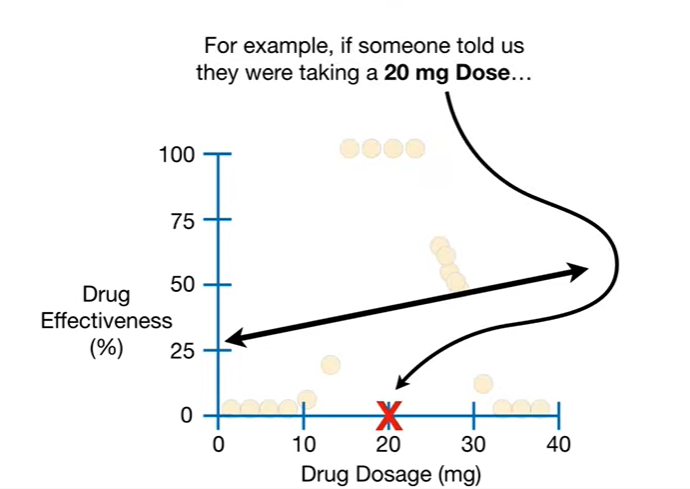 For example, if someone told us
they were taking a 20 mg Dose...
100
75
50
25
0
Drug
Effectiveness
(%)
0 10 20 30 40
X
Drug Dosage (mg)